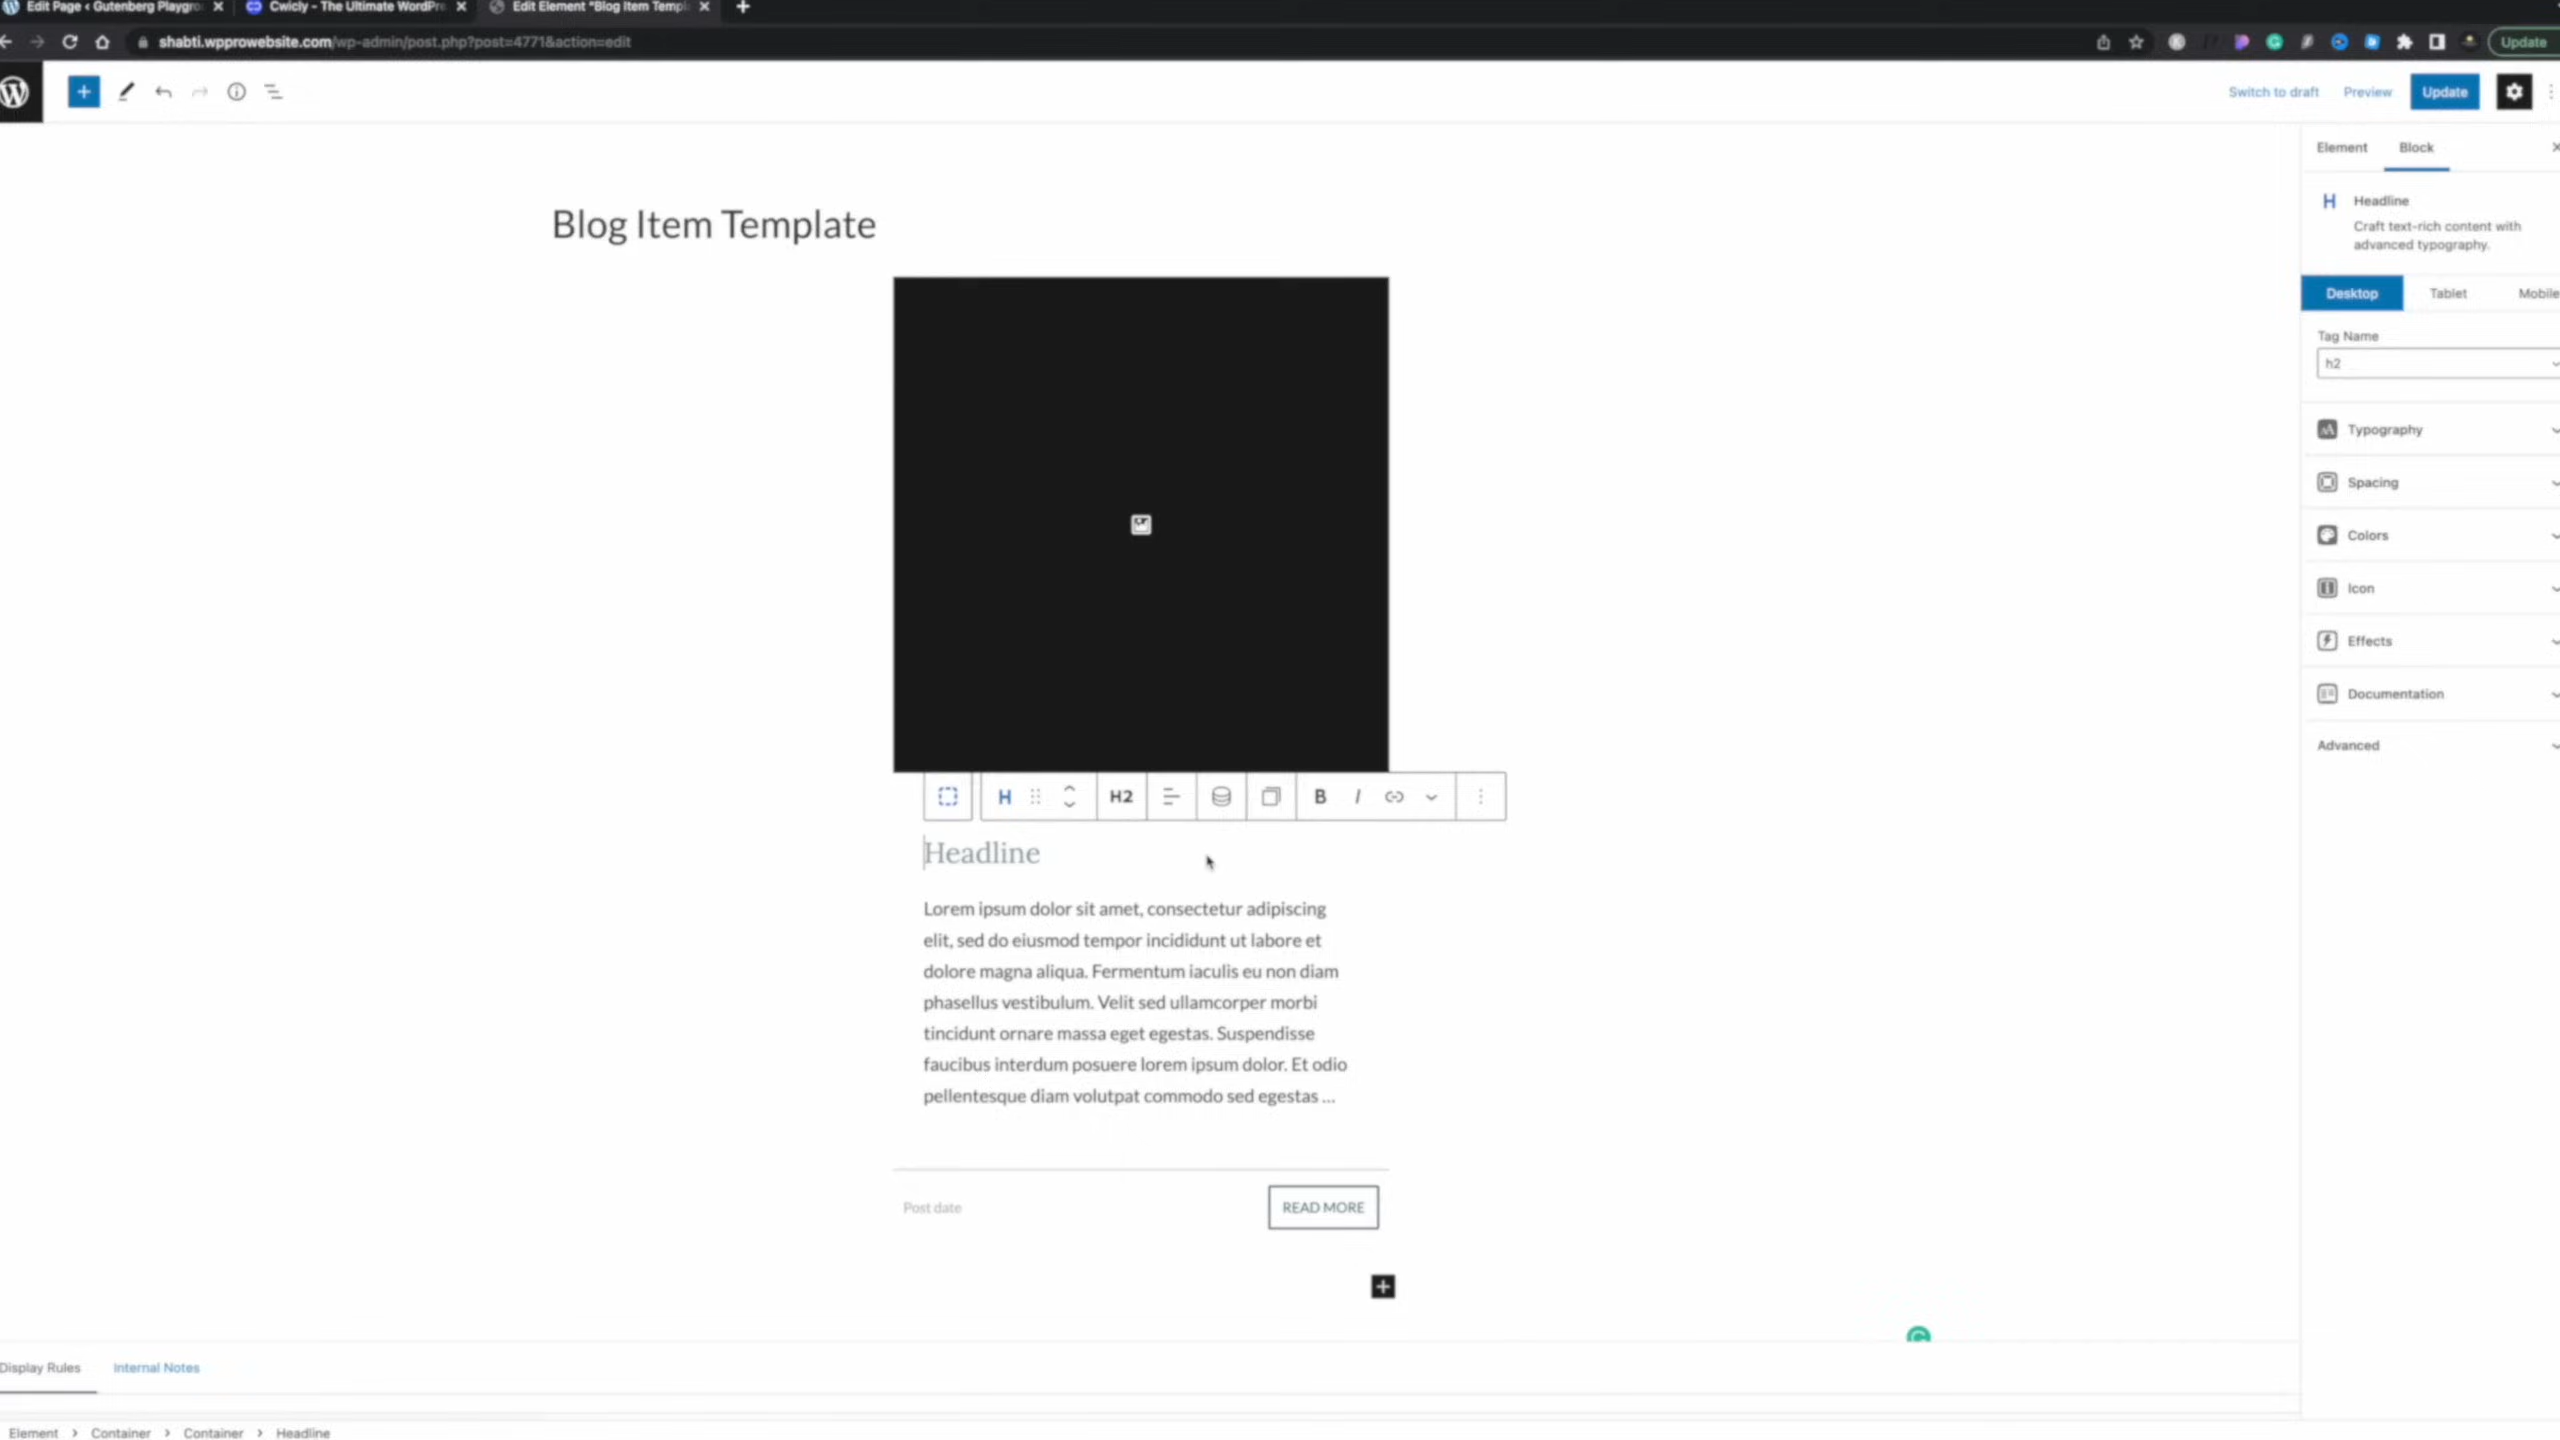 Edit Page ‹ Gutenberg Playgro
Cwicly - The Ultimate WordPre
Edit Element "Blog Item Templ
shabti.wpprowebsite.com/wp-admin/post.php?post=4771&action=edit
Update
Switch to draft
Preview
Update
Element
Block
Blog Item Template
Headline
Craft text-rich content with
advanced typography.
Desktop
Tablet
Mobile
Tag Name
h2
Typography
Spacing
Colors
Icon
Effects
Documentation
Advanced
H
H2
B
I
Headline
Lorem ipsum dolor sit amet, consectetur adipiscing
elit, sed do eiusmod tempor incididunt ut labore et
dolore magna aliqua. Fermentum iaculis eu non diam
phasellus vestibulum. Velit sed ullamcorper morbi
tincidunt ornare massa eget egestas. Suspendisse
faucibus interdum posuere lorem ipsum dolor. Et odio
pellentesque diam volutpat commodo sed egestas ...
Post date
READ MORE
Display Rules
Internal Notes
Element > Container > Container > Headline